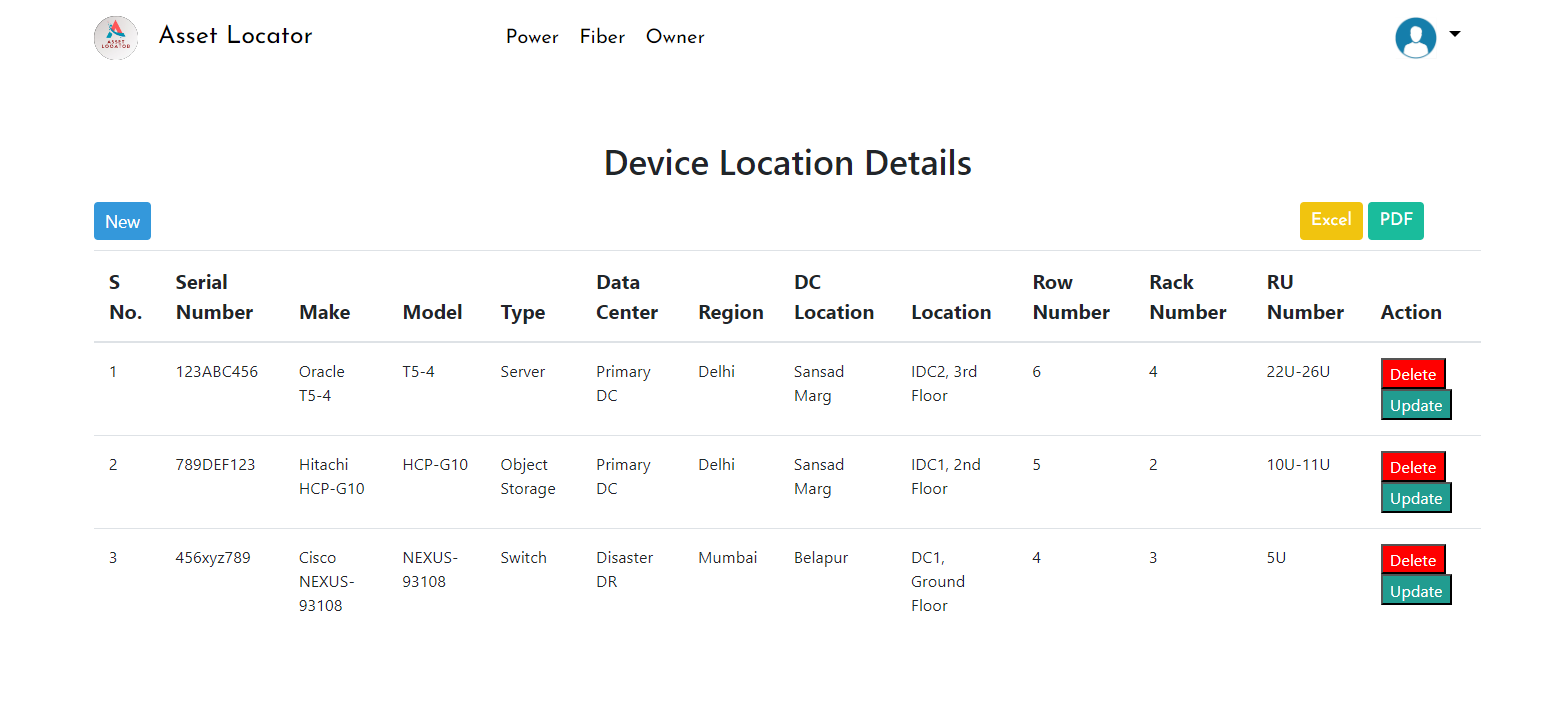 ASSET
LOCATOR
Asset Locator
Power Fiber Owner
Device Location Details
New
Excel PDF
S No. Serial Number Make Model Type Data Center Region DC Location Location Row Number Rack Number RU Number Action
1 123ABC456 Oracle T5-4 T5-4 Server Primary DC Delhi Sansad Marg IDC2, 3rd Floor 6 4 22U-26U Delete Update
2 789DEF123 Hitachi HCP-G10 HCP-G10 Object Storage Primary DC Delhi Sansad Marg IDC1, 2nd Floor 5 2 10U-11U Delete Update
3 456xyz789 Cisco NEXUS-93108 NEXUS-93108 Switch Disaster DR Mumbai Belapur DC1, Ground Floor 4 3 5U Delete Update